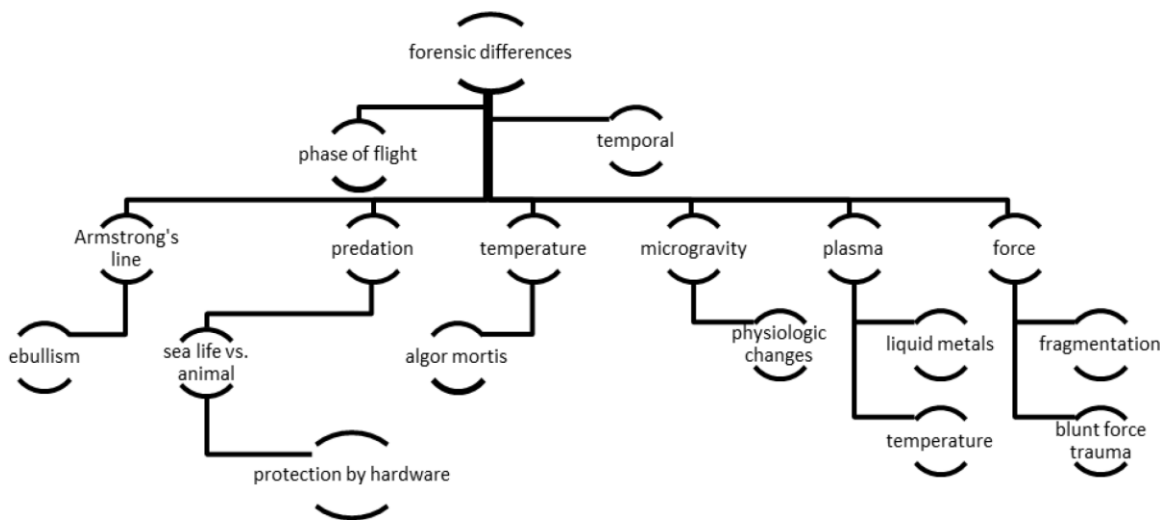 forensic differences
phase of flight
temporal
Armstrong's
line
predation
temperature
microgravity
plasma
force
ebullism
sea life vs.
animal
algor mortis
physiologic
changes
liquid metals
fragmentation
protection by hardware
temperature
blunt force
trauma